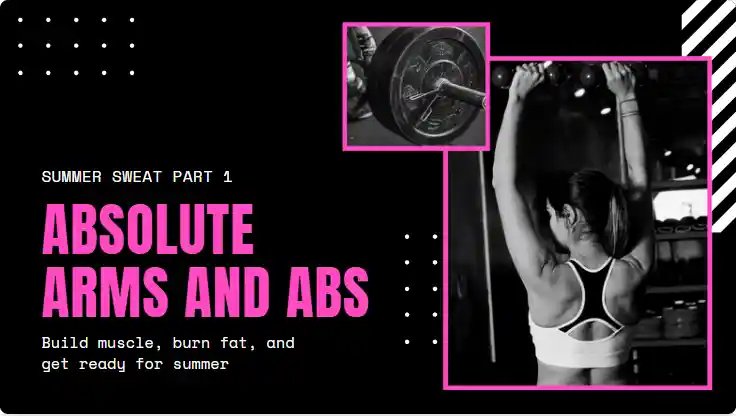 SUMMER SWEAT PART 1
ABSOLUTE
ARMS AND ABS
Build muscle, burn fat, and
get ready for summer